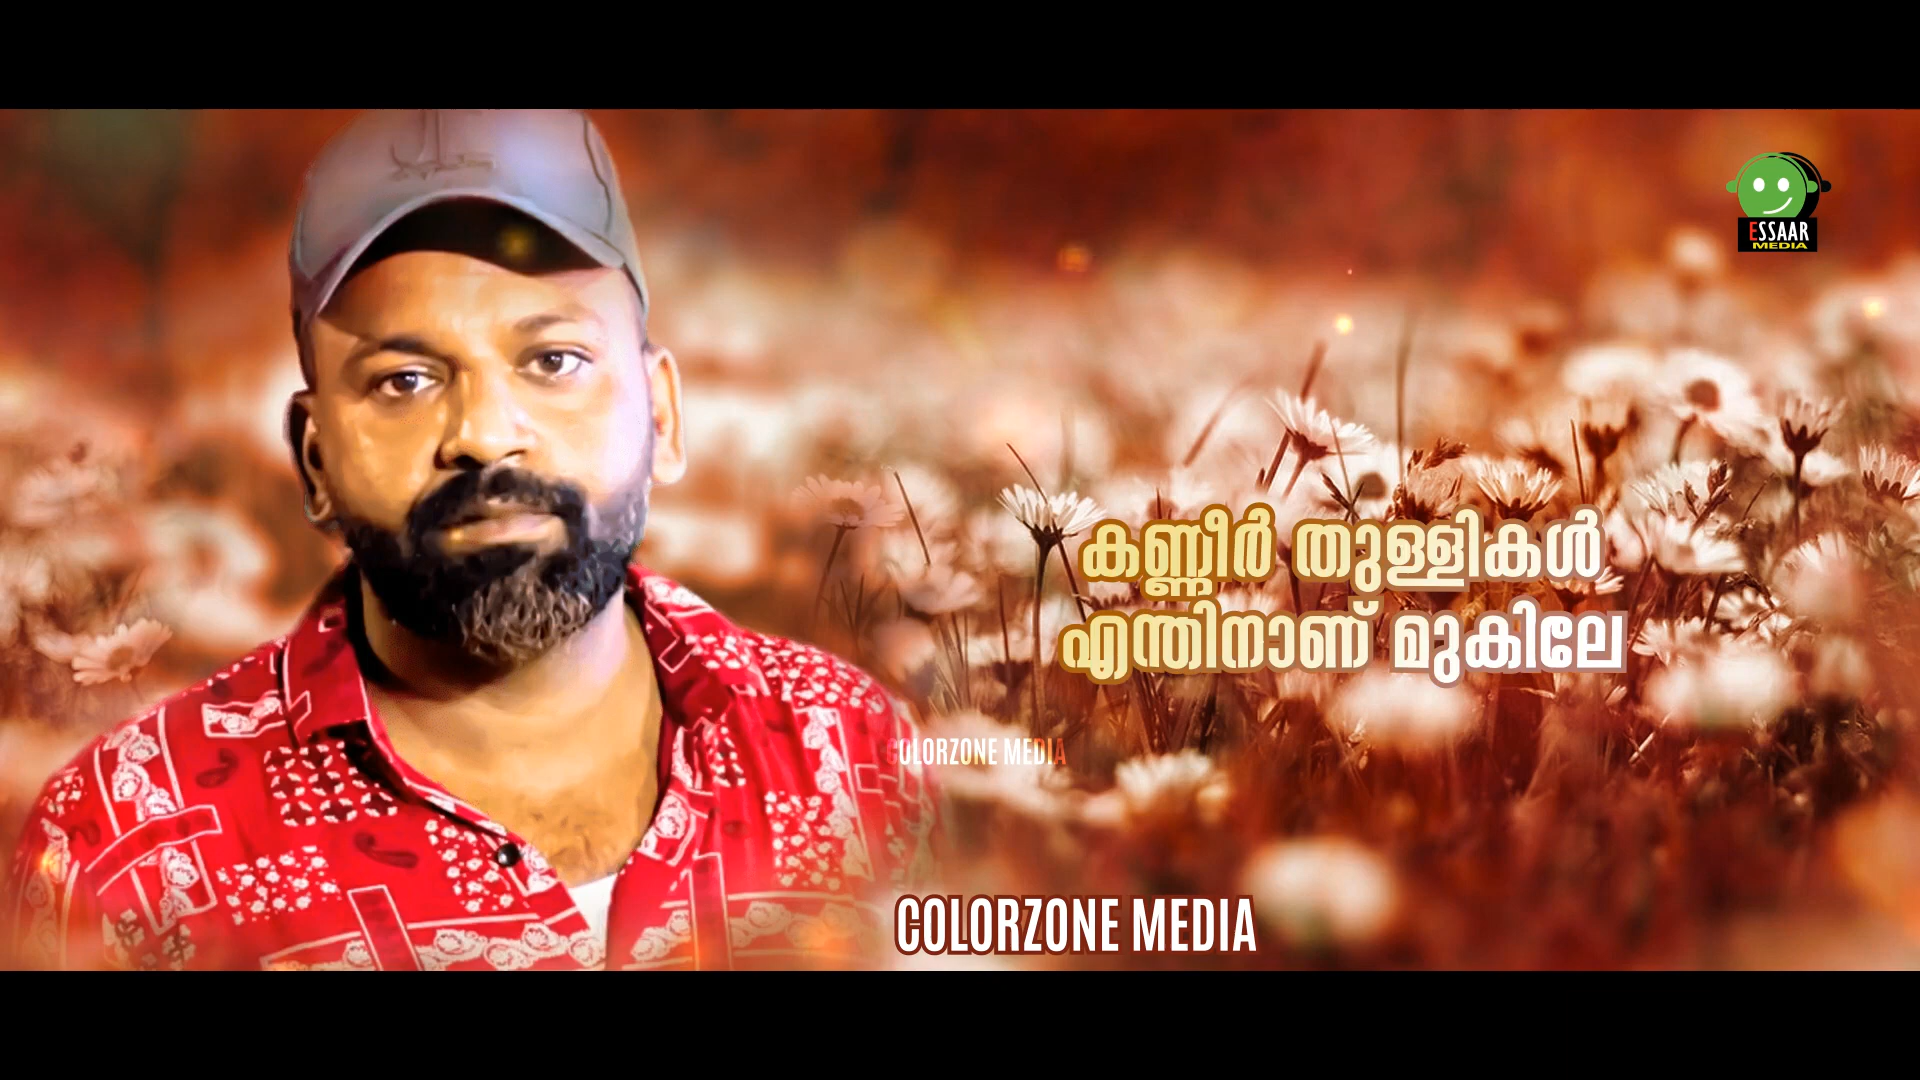 ESSAAR
MEDIA
കണ്ണീർ തുള്ളികൾ
എന്തിനാണ് മുകിലേ
COLORZONE MEDIA
COLORZONE MEDIA